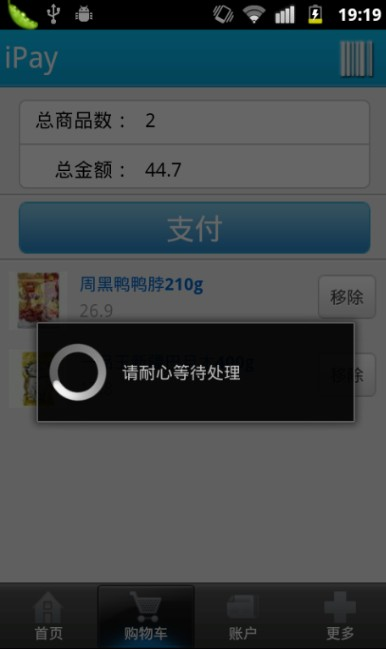 19:19
iPay
总商品数： 2
总金额： 44.7
支付
周黑鸭鸭脖210g
26.9
移除
请耐心等待处理
移除
首页
购物车
账户
更多